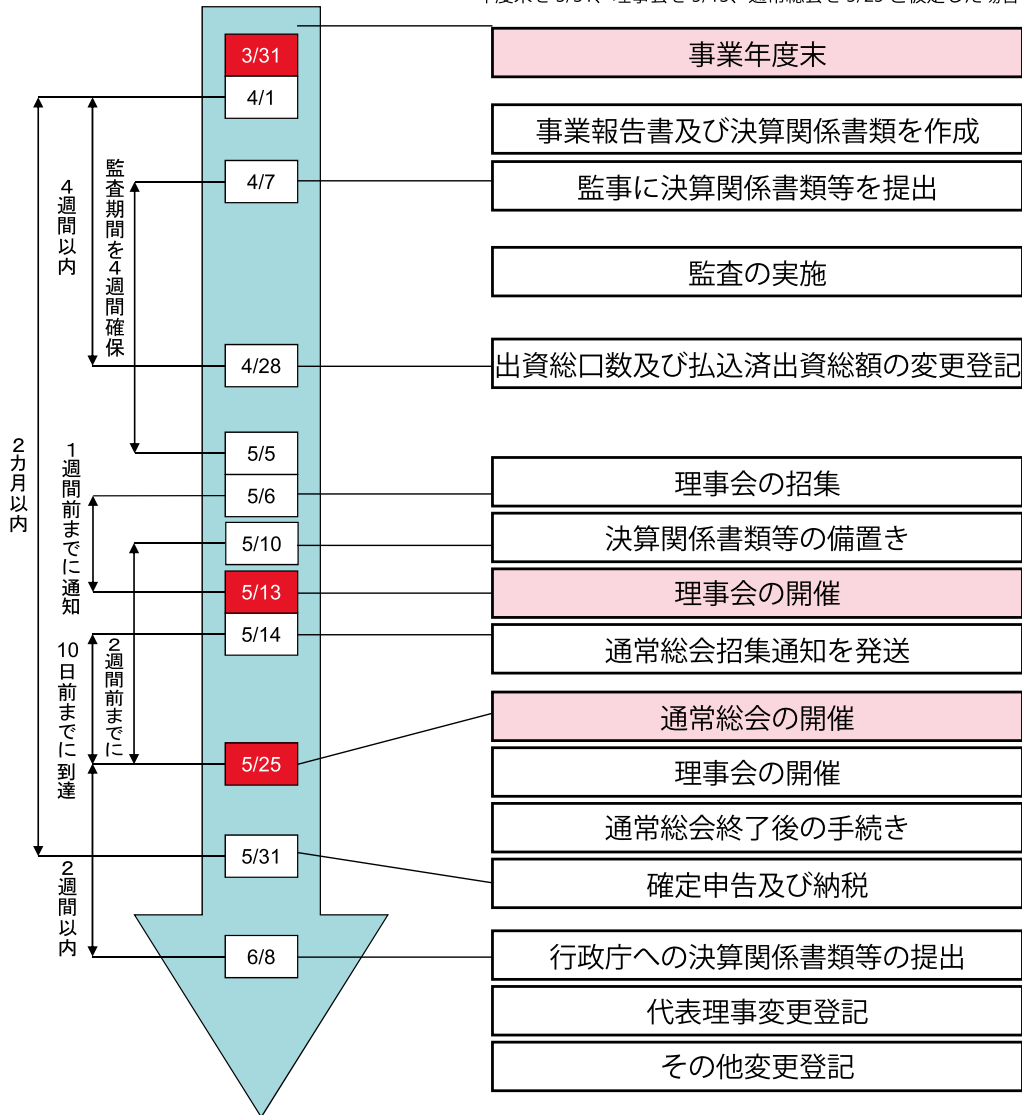 3/31
事業年度末
4/1
事業報告書及び決算関係書類を作成
4/7
監事に決算関係書類等を提出
監査の実施
4/28
出資総口数及び払込済出資総額の変更登記
5/5
5/6
理事会の招集
5/10
決算関係書類等の備置き
5/13
理事会の開催
5/14
通常総会招集通知を発送
5/25
通常総会の開催
理事会の開催
通常総会終了後の手続き
5/31
確定申告及び納税
6/8
行政庁への決算関係書類等の提出
代表理事変更登記
その他変更登記
2カ月以内
4週間以内
監査期間を4週間確保
1週間前までに通知
10日前までに到達
2週間前までに
2週間以内